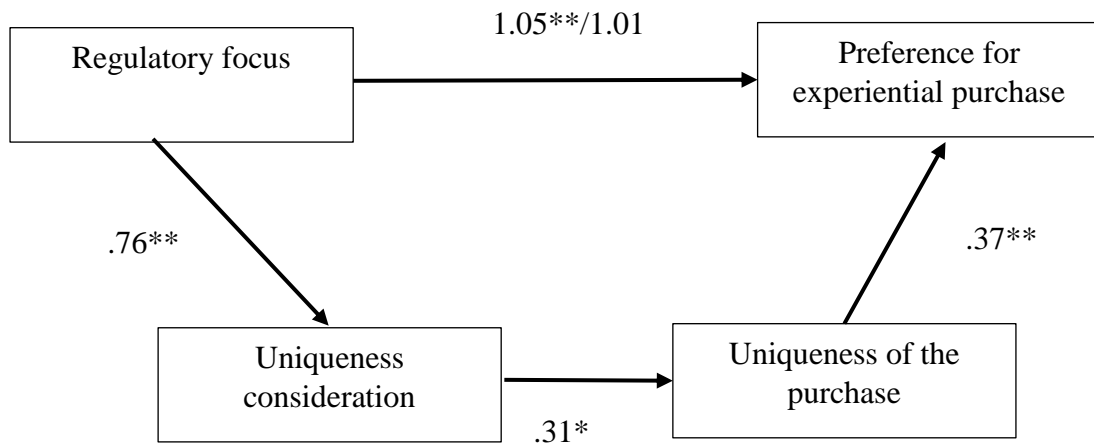 1.05**/1.01
Regulatory focus
Preference for
experiential purchase
.76**
.37**
Uniqueness
consideration
Uniqueness of the
purchase
.31*